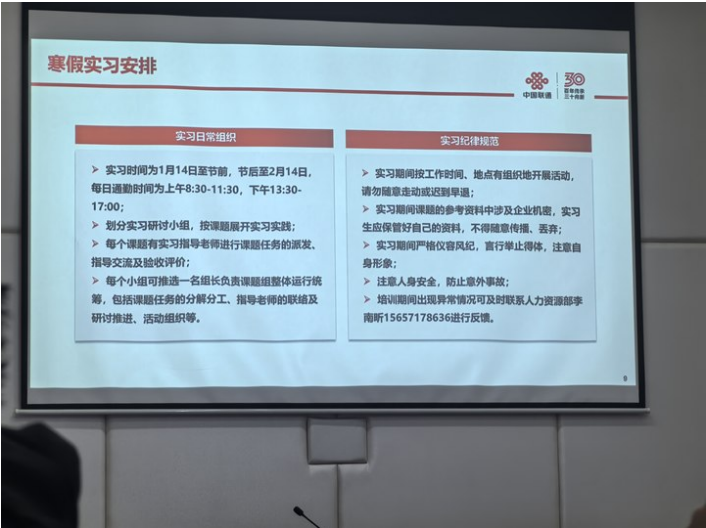 寒假实习安排
中国联通
30
百年传承
三十向新
实习日常组织
➤ 实习时间为1月14日至节前，节后至2月14日，
每日通勤时间为上午8:30-11:30，下午13:30-
17:00；
➤ 划分实习研讨小组，按课题展开实习实践；
➤ 每个课题有实习指导老师进行课题任务的派发、
指导交流及验收评价；
➤ 每个小组可推选一名组长负责课题组整体运行统
筹，包括课题任务的分解分工、指导老师的联络及
研讨推进、活动组织等。
实习纪律规范
➤ 实习期间按工作时间、地点有组织地开展活动，
请勿随意走动或迟到早退；
➤ 实习期间课题的参考资料中涉及企业机密，实习
生应保管好自己的资料，不得随意传播、丢弃；
➤ 实习期间严格仪容风纪，言行举止得体，注意自
身形象；
➤ 注意人身安全，防止意外事故；
➤ 培训期间出现异常情况可及时联系人力资源部李
南昕15657178636进行反馈。
9